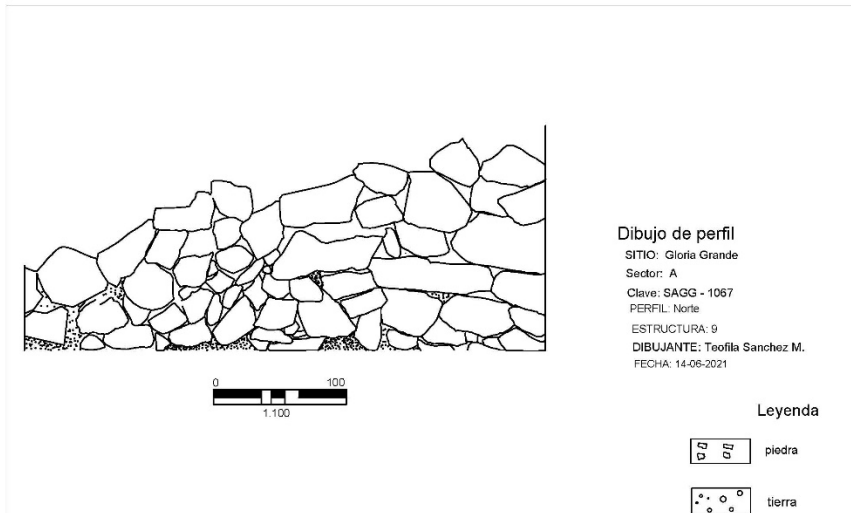 Dibujo de perfil
SITIO: Gloria Grande
Sector: A
Clave: SAGG - 1067
PERFIL: Norte
ESTRUCTURA: 9
DIBUJANTE: Teofila Sanchez M.
FECHA: 14-06-2021
0 100
1.100
Leyenda
piedra
tierra